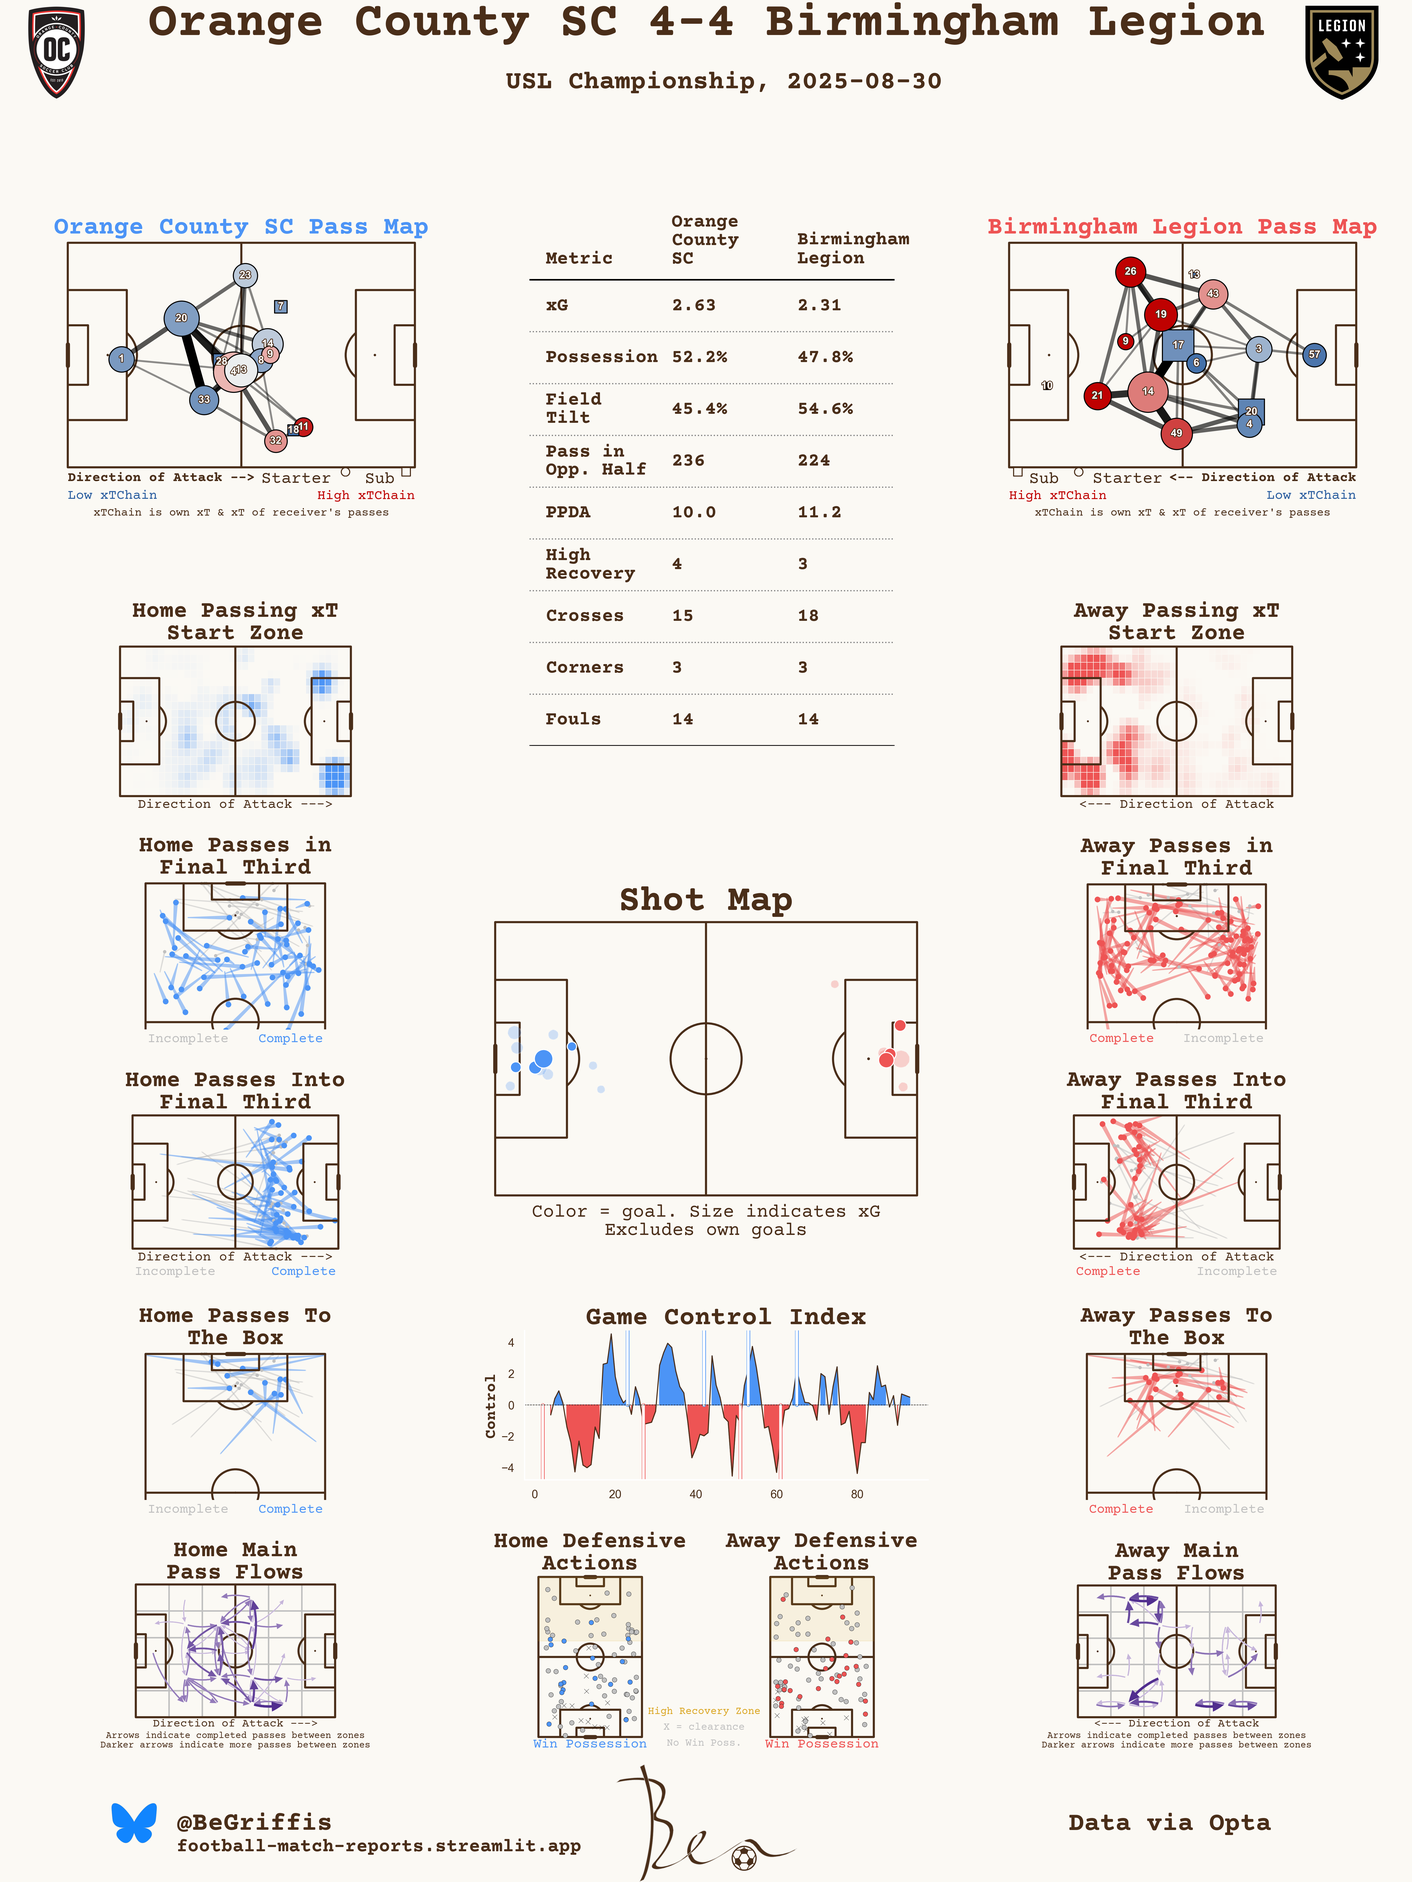 Orange County SC 4-4 Birmingham Legion
USL Championship, 2025-08-30
OC
LEGION
Orange County SC Pass Map
23
7
20
14
9
8
1
28
4
13
33
11
18
32
Direction of Attack --> Starter Sub
Low xTChain High xTChain
xTChain is own xT & xT of receiver's passes
Metric Orange County SC Birmingham Legion
xG 2.63 2.31
Possession 52.2% 47.8%
Field Tilt 45.4% 54.6%
Pass in Opp. Half 236 224
PPDA 10.0 11.2
High Recovery 4 3
Crosses 15 18
Corners 3 3
Fouls 14 14
Birmingham Legion Pass Map
26
13
43
19
9
17
3
57
6
10
14
21
20
4
49
Sub Starter <-- Direction of Attack
High xTChain Low xTChain
xTChain is own xT & xT of receiver's passes
Home Passing xT
Start Zone
Direction of Attack --->
Away Passing xT
Start Zone
<--- Direction of Attack
Home Passes in
Final Third
Incomplete Complete
Away Passes in
Final Third
Complete Incomplete
Shot Map
Color = goal. Size indicates xG
Excludes own goals
Home Passes Into
Final Third
Direction of Attack --->
Incomplete Complete
Away Passes Into
Final Third
<--- Direction of Attack
Complete Incomplete
Home Passes To
The Box
Incomplete Complete
Game Control Index
Control
4
2
0
−2
−4
0 20 40 60 80
Away Passes To
The Box
Complete Incomplete
Home Main
Pass Flows
Direction of Attack --->
Arrows indicate completed passes between zones
Darker arrows indicate more passes between zones
Home Defensive
Actions
Win Possession
Away Defensive
Actions
Win Possession
High Recovery Zone
X = clearance
No Win Poss.
Away Main
Pass Flows
<--- Direction of Attack
Arrows indicate completed passes between zones
Darker arrows indicate more passes between zones
@BeGriffis
football-match-reports.streamlit.app
Ben
Data via Opta